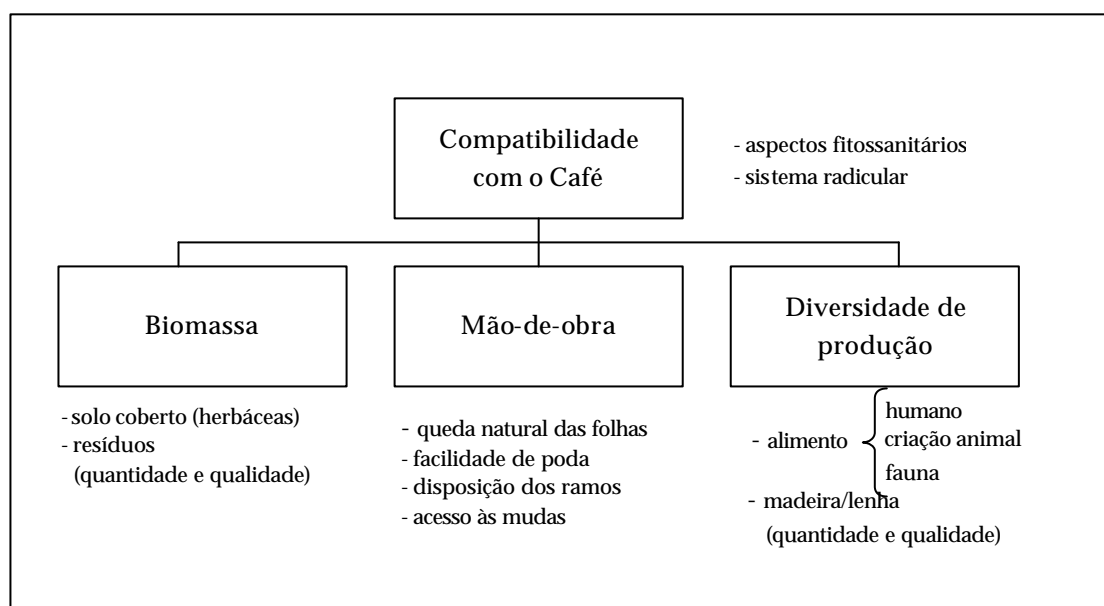 Compatibilidade
com o Café
- aspectos fitossanitários
- sistema radicular
Biomassa
- solo coberto (herbáceas)
- resíduos
(quantidade e qualidade)
Mão-de-obra
- queda natural das folhas
- facilidade de poda
- disposição dos ramos
- acesso às mudas
Diversidade de
produção
- alimento
humano
criação animal
fauna
- madeira/lenha
(quantidade e qualidade)